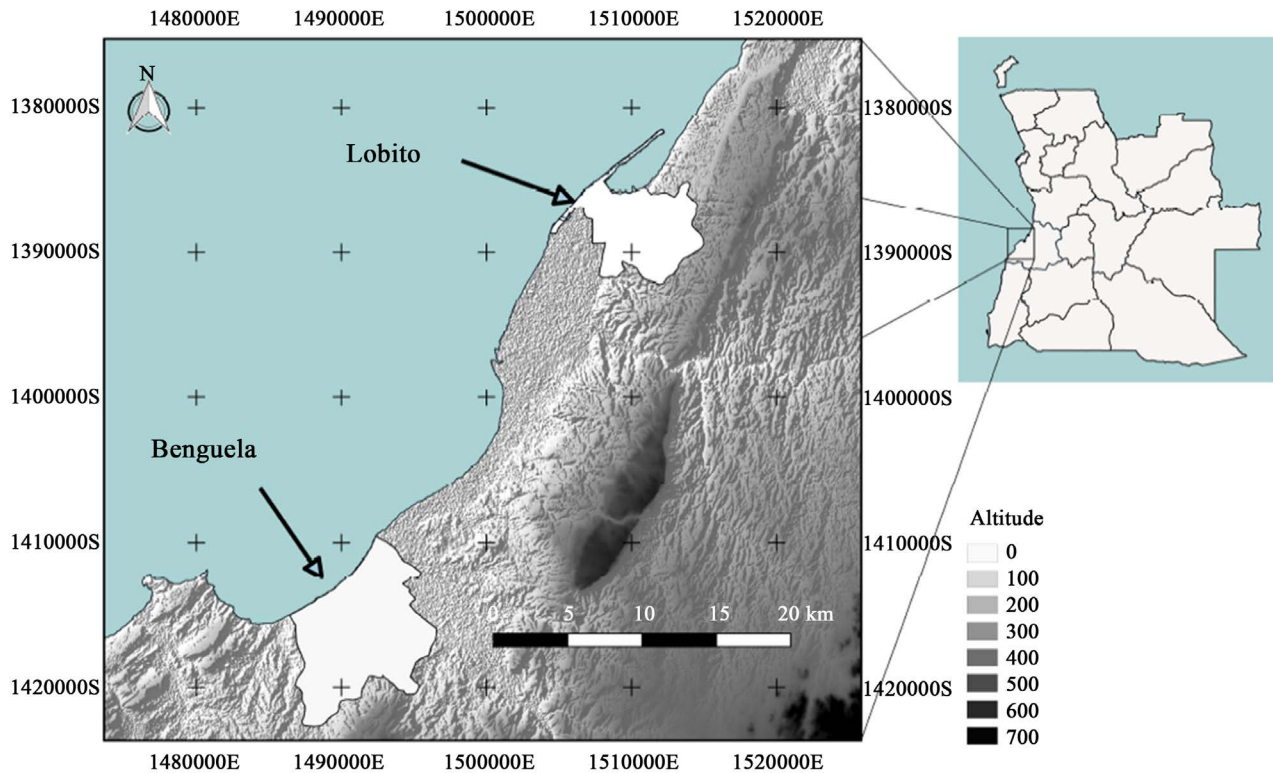 1480000E 1490000E 1500000E 1510000E 1520000E
N
1380000S 1380000S
Lobito
1390000S 1390000S
1400000S 1400000S
Benguela
1410000S 1410000S
Altitude
0
100
200
300
400
500
600
700
0 5 10 15 20 km
1420000S 1420000S
1480000E 1490000E 1500000E 1510000E 1520000E